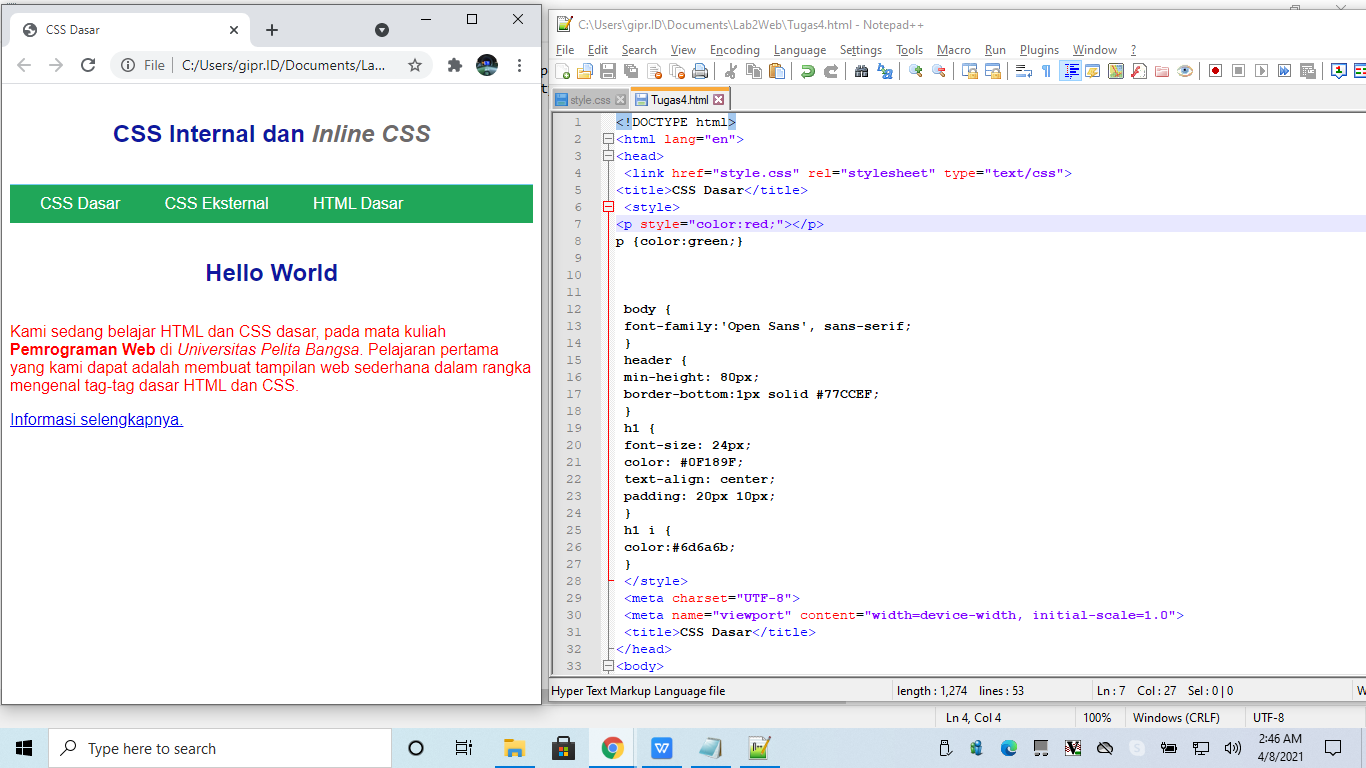 CSS Dasar
File
C:/Users/gipr.ID/Documents/La...
CSS Internal dan Inline CSS
CSS Dasar CSS Eksternal HTML Dasar
Hello World
Kami sedang belajar HTML dan CSS dasar, pada mata kuliah
Pemrograman Web di Universitas Pelita Bangsa. Pelajaran pertama
yang kami dapat adalah membuat tampilan web sederhana dalam rangka
mengenal tag-tag dasar HTML dan CSS.
Informasi selengkapnya.
C:\Users\gipr.ID\Documents\Lab2Web\Tugas4.html - Notepad++
File Edit Search View Encoding Language Settings Tools Macro Run Plugins Window ?
style.css Tugas4.html
1 <!DOCTYPE html>
2 <html lang="en">
3 <head>
4 <link href="style.css" rel="stylesheet" type="text/css">
5 <title>CSS Dasar</title>
6 <style>
7 <p style="color:red;"></p>
8 p {color:green;}
9
10
11
12 body {
13 font-family:'Open Sans', sans-serif;
14 }
15 header {
16 min-height: 80px;
17 border-bottom:1px solid #77CCEF;
18 }
19 h1 {
20 font-size: 24px;
21 color: #0F189F;
22 text-align: center;
23 padding: 20px 10px;
24 }
25 h1 i {
26 color:#6d6a6b;
27 }
28 </style>
29 <meta charset="UTF-8">
30 <meta name="viewport" content="width=device-width, initial-scale=1.0">
31 <title>CSS Dasar</title>
32 </head>
33 <body>
Hyper Text Markup Language file length : 1,274 lines : 53 Ln : 7 Col : 27 Sel : 0 | 0
Ln 4, Col 4 100% Windows (CRLF) UTF-8
Type here to search
2:46 AM
4/8/2021